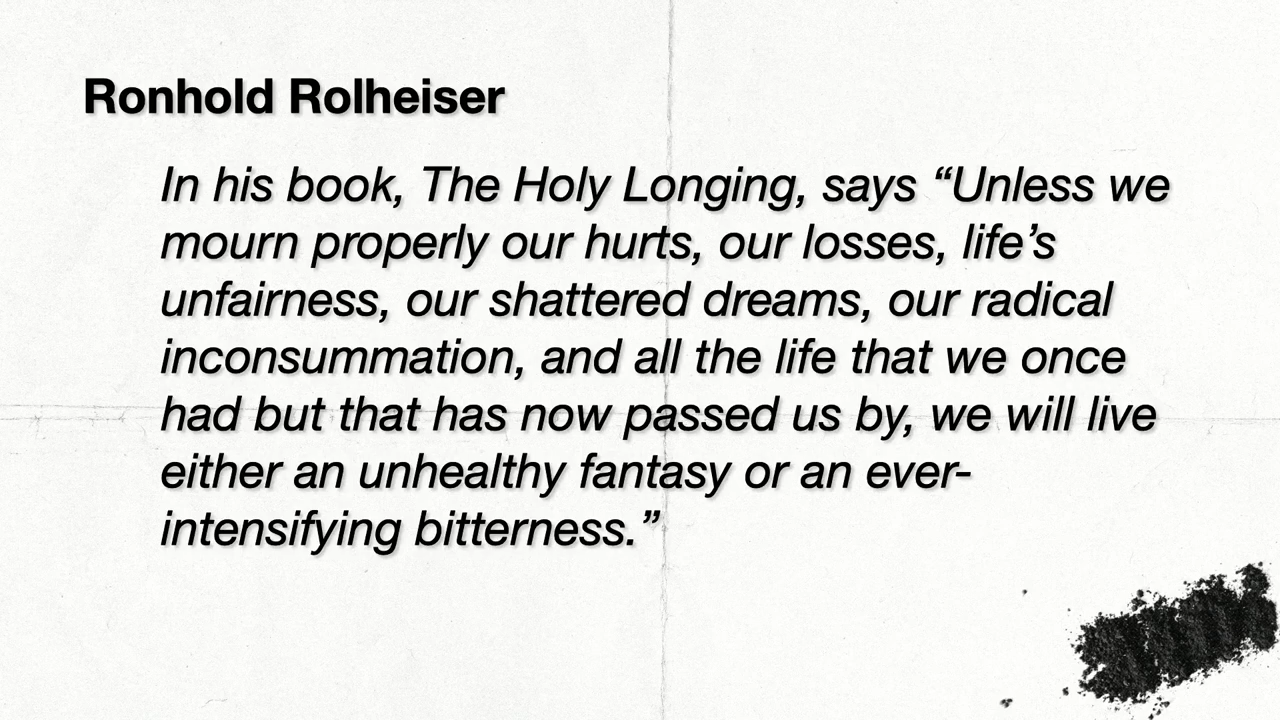 Ronhold Rolheiser
In his book, The Holy Longing, says “Unless we
mourn properly our hurts, our losses, life’s
unfairness, our shattered dreams, our radical
inconsummation, and all the life that we once
had but that has now passed us by, we will live
either an unhealthy fantasy or an ever-
intensifying bitterness.”